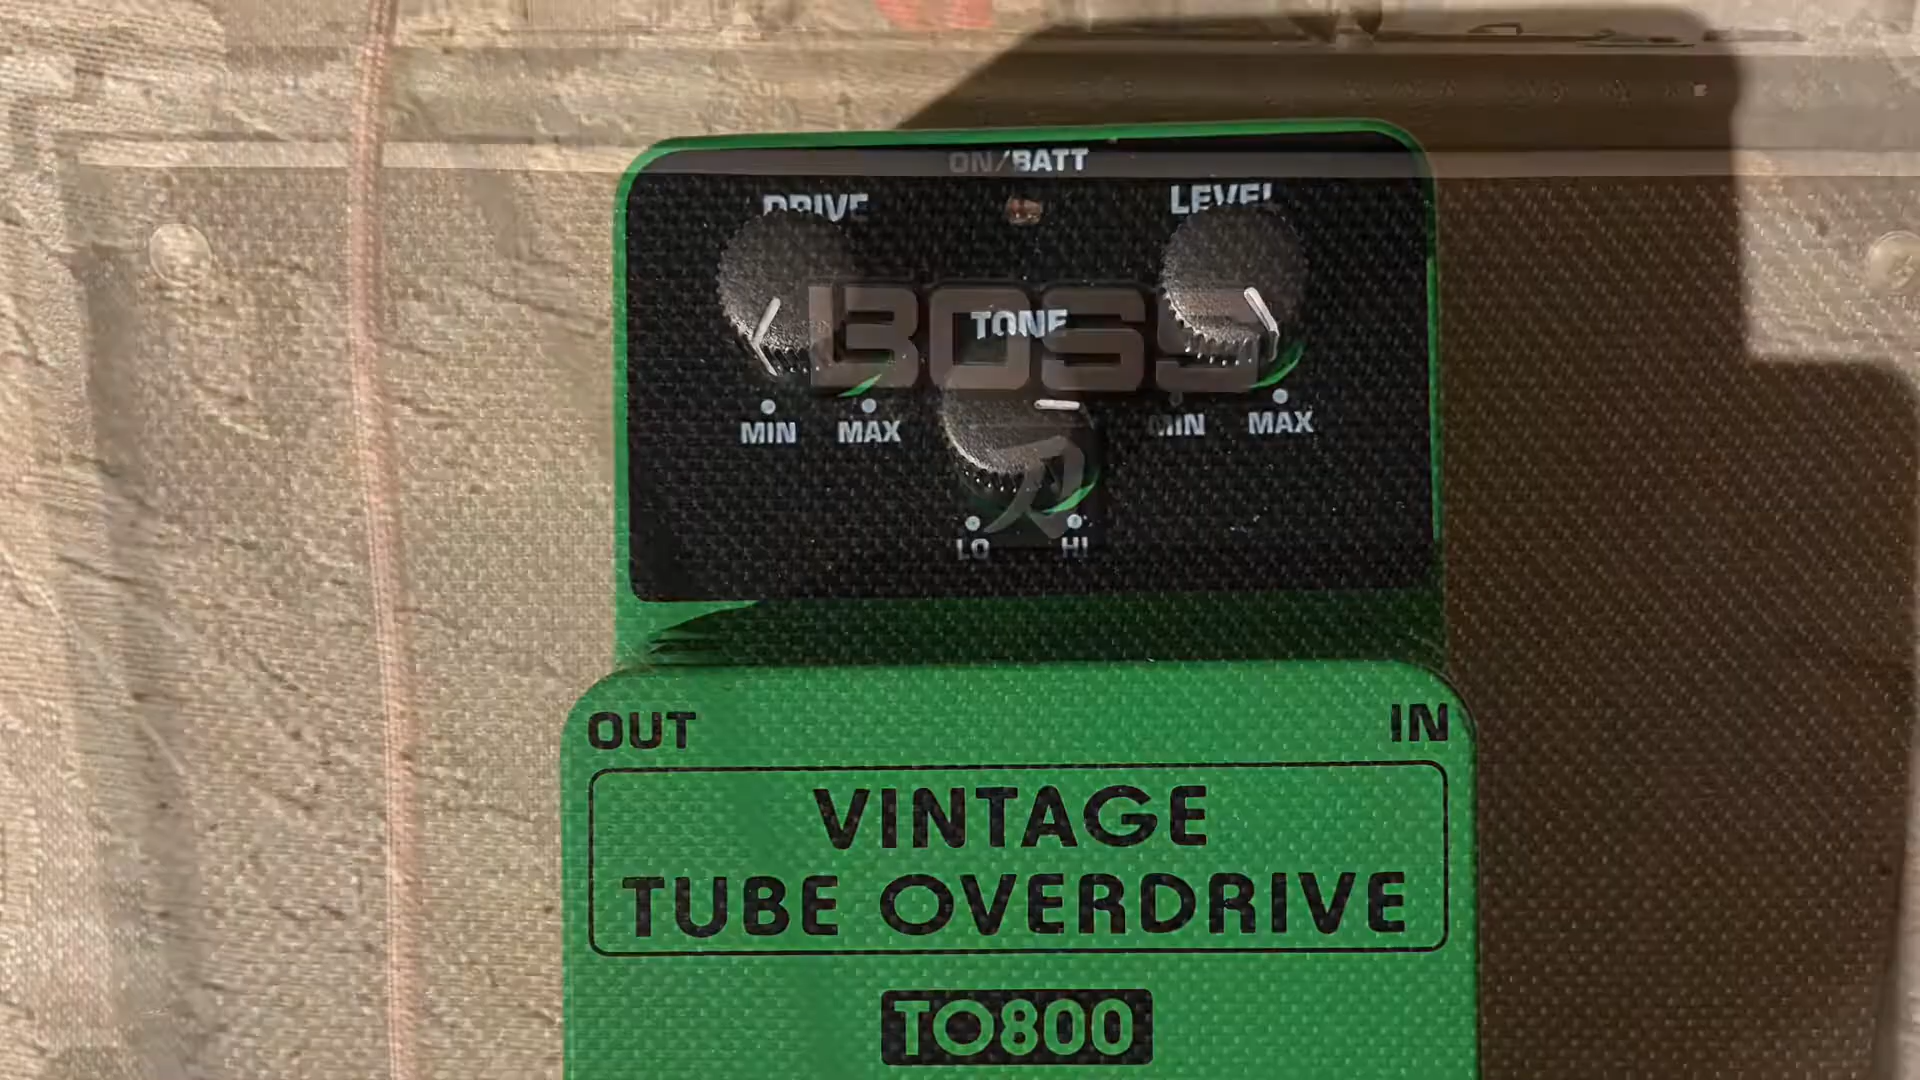 ON/BATT
DRIVE
LEVEL
BOSS
TONE
MIN
MAX
MIN
MAX
LO
HI
OUT
IN
VINTAGE
TUBE OVERDRIVE
TO800